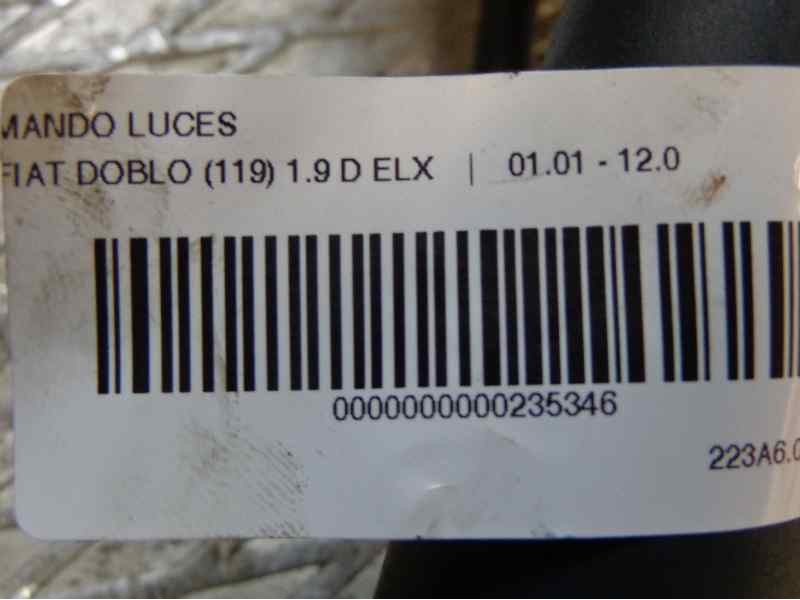 MANDO LUCES
FIAT DOBLO (119) 1.9 D ELX | 01.01 - 12.0
0000000000235346
223A6.0